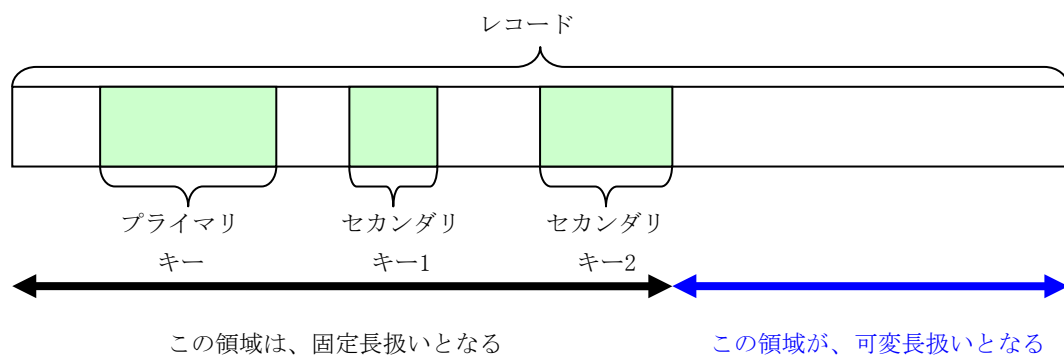 レコード
プライマリ
キー
セカンダリ
キー1
セカンダリ
キー2
この領域は、固定長扱いとなる
この領域が、可変長扱いとなる